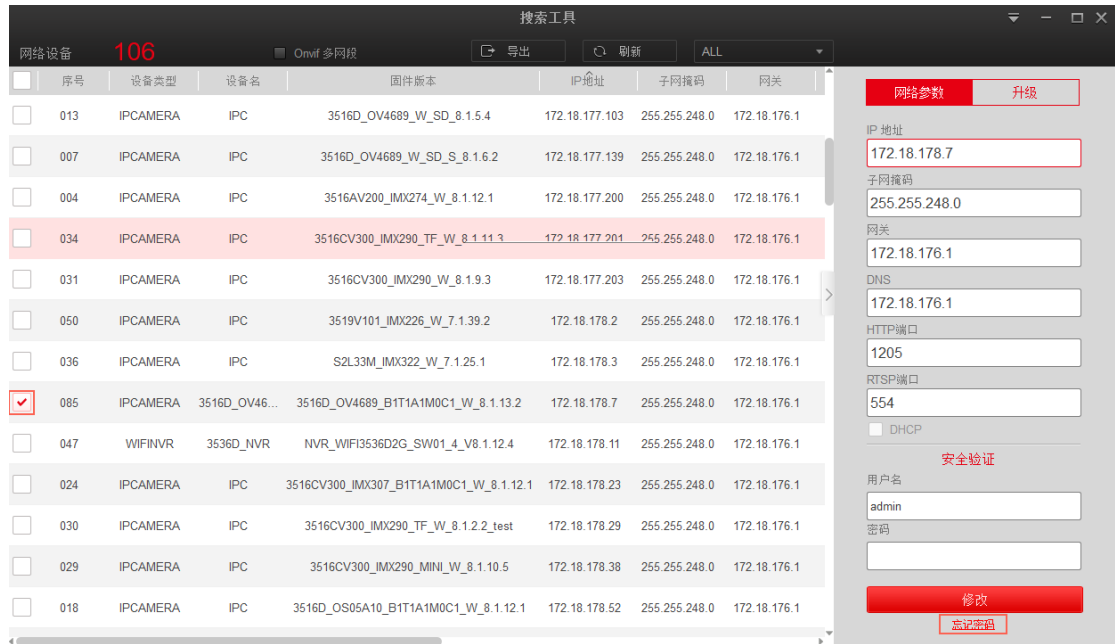 搜索工具
网络设备 106 Onvif 多网段 导出 刷新 ALL
序号 设备类型 设备名 固件版本 IP地址 子网掩码 网关
013 IPCAMERA IPC 3516D_OV4689_W_SD_8.1.5.4 172.18.177.103 255.255.248.0 172.18.176.1
007 IPCAMERA IPC 3516D_OV4689_W_SD_S_8.1.6.2 172.18.177.139 255.255.248.0 172.18.176.1
004 IPCAMERA IPC 3516AV200_IMX274_W_8.1.12.1 172.18.177.200 255.255.248.0 172.18.176.1
034 IPCAMERA IPC 3516CV300_IMX290_TF_W_8.1.11.3 172.18.177.201 255.255.248.0 172.18.176.1
031 IPCAMERA IPC 3516CV300_IMX290_W_8.1.9.3 172.18.177.203 255.255.248.0 172.18.176.1
050 IPCAMERA IPC 3519V101_IMX226_W_7.1.39.2 172.18.178.2 255.255.248.0 172.18.176.1
036 IPCAMERA IPC S2L33M_IMX322_W_7.1.25.1 172.18.178.3 255.255.248.0 172.18.176.1
085 IPCAMERA 3516D_OV46... 3516D_OV4689_B1T1A1M0C1_W_8.1.13.2 172.18.178.7 255.255.248.0 172.18.176.1
047 WIFINVR 3536D_NVR NVR_WIFI3536D2G_SW01_4_V8.1.12.4 172.18.178.11 255.255.248.0 172.18.176.1
024 IPCAMERA IPC 3516CV300_IMX307_B1T1A1M0C1_W_8.1.12.1 172.18.178.23 255.255.248.0 172.18.176.1
030 IPCAMERA IPC 3516CV300_IMX290_TF_W_8.1.2.2_test 172.18.178.29 255.255.248.0 172.18.176.1
029 IPCAMERA IPC 3516CV300_IMX290_MINI_W_8.1.10.5 172.18.178.38 255.255.248.0 172.18.176.1
018 IPCAMERA IPC 3516D_OS05A10_B1T1A1M0C1_W_8.1.12.1 172.18.178.52 255.255.248.0 172.18.176.1
网络参数 升级
IP 地址
172.18.178.7
子网掩码
255.255.248.0
网关
172.18.176.1
DNS
172.18.176.1
HTTP端口
1205
RTSP端口
554
DHCP
安全验证
用户名
admin
密码
修改
忘记密码